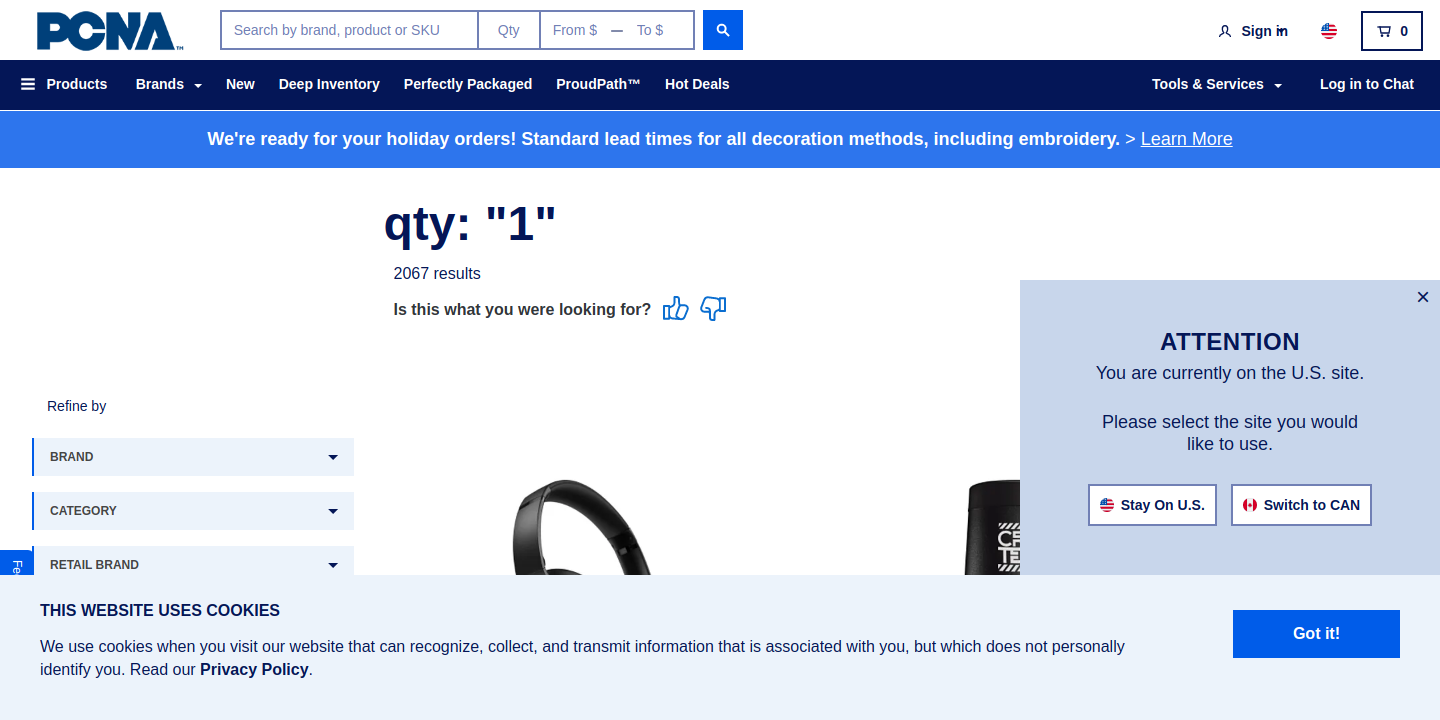 PCNA™
Search by brand, product or SKU
Qty
From $ — To $
Sign in
0
Products
Brands
New
Deep Inventory
Perfectly Packaged
ProudPath™
Hot Deals
Tools & Services
Log in to Chat
We're ready for your holiday orders! Standard lead times for all decoration methods, including embroidery. > Learn More
qty: "1"
2067 results
Is this what you were looking for?
×
ATTENTION
You are currently on the U.S. site.
Please select the site you would
like to use.
Stay On U.S.
Switch to CAN
Refine by
BRAND
CATEGORY
RETAIL BRAND
THIS WEBSITE USES COOKIES
We use cookies when you visit our website that can recognize, collect, and transmit information that is associated with you, but which does not personally
identify you. Read our Privacy Policy.
Got it!